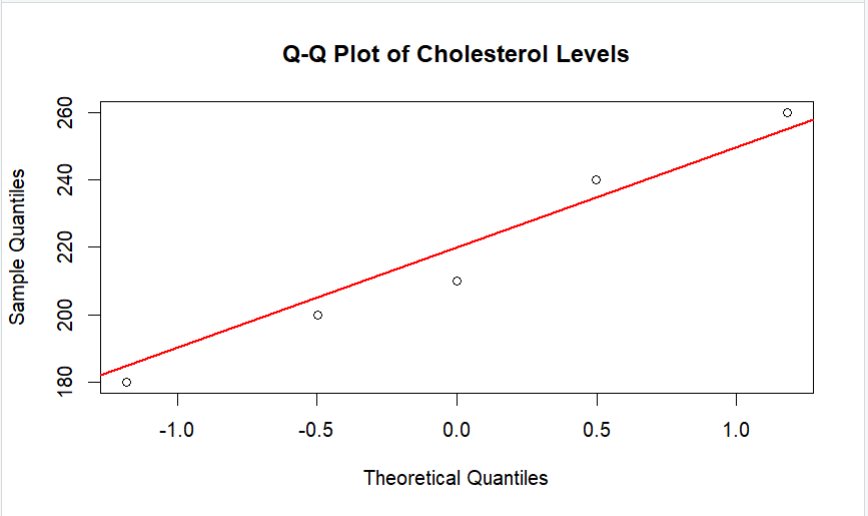 Q-Q Plot of Cholesterol Levels
260
240
220
200
180
Sample Quantiles
-1.0 -0.5 0.0 0.5 1.0
Theoretical Quantiles